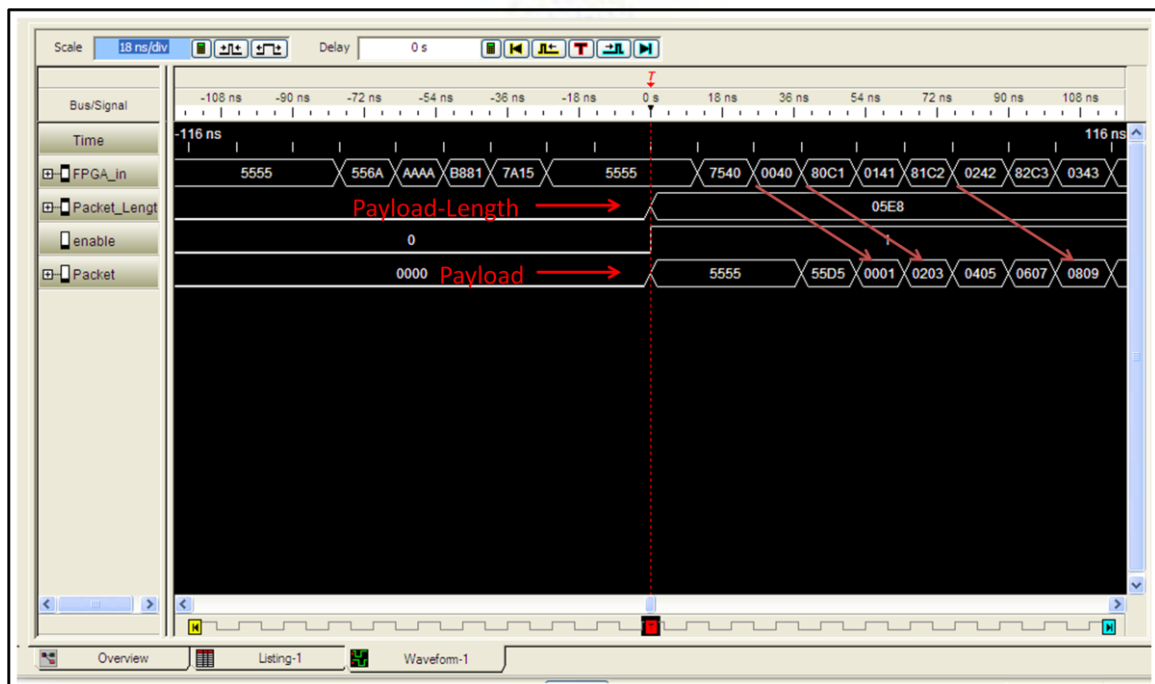 Scale 18 ns/div Delay 0 s T
T
Bus/Signal -108 ns -90 ns -72 ns -54 ns -36 ns -18 ns 0 s 18 ns 36 ns 54 ns 72 ns 90 ns 108 ns
Time -116 ns 116 ns
FPGA_in 5555 556A AAAA B881 7A15 5555 7540 0040 80C1 0141 81C2 0242 82C3 0343
Packet_Lengt Payload-Length 05E8
enable 0 1
Packet 0000 Payload 5555 55D5 0001 0203 0405 0607 0809
T
Overview Listing-1 Waveform-1